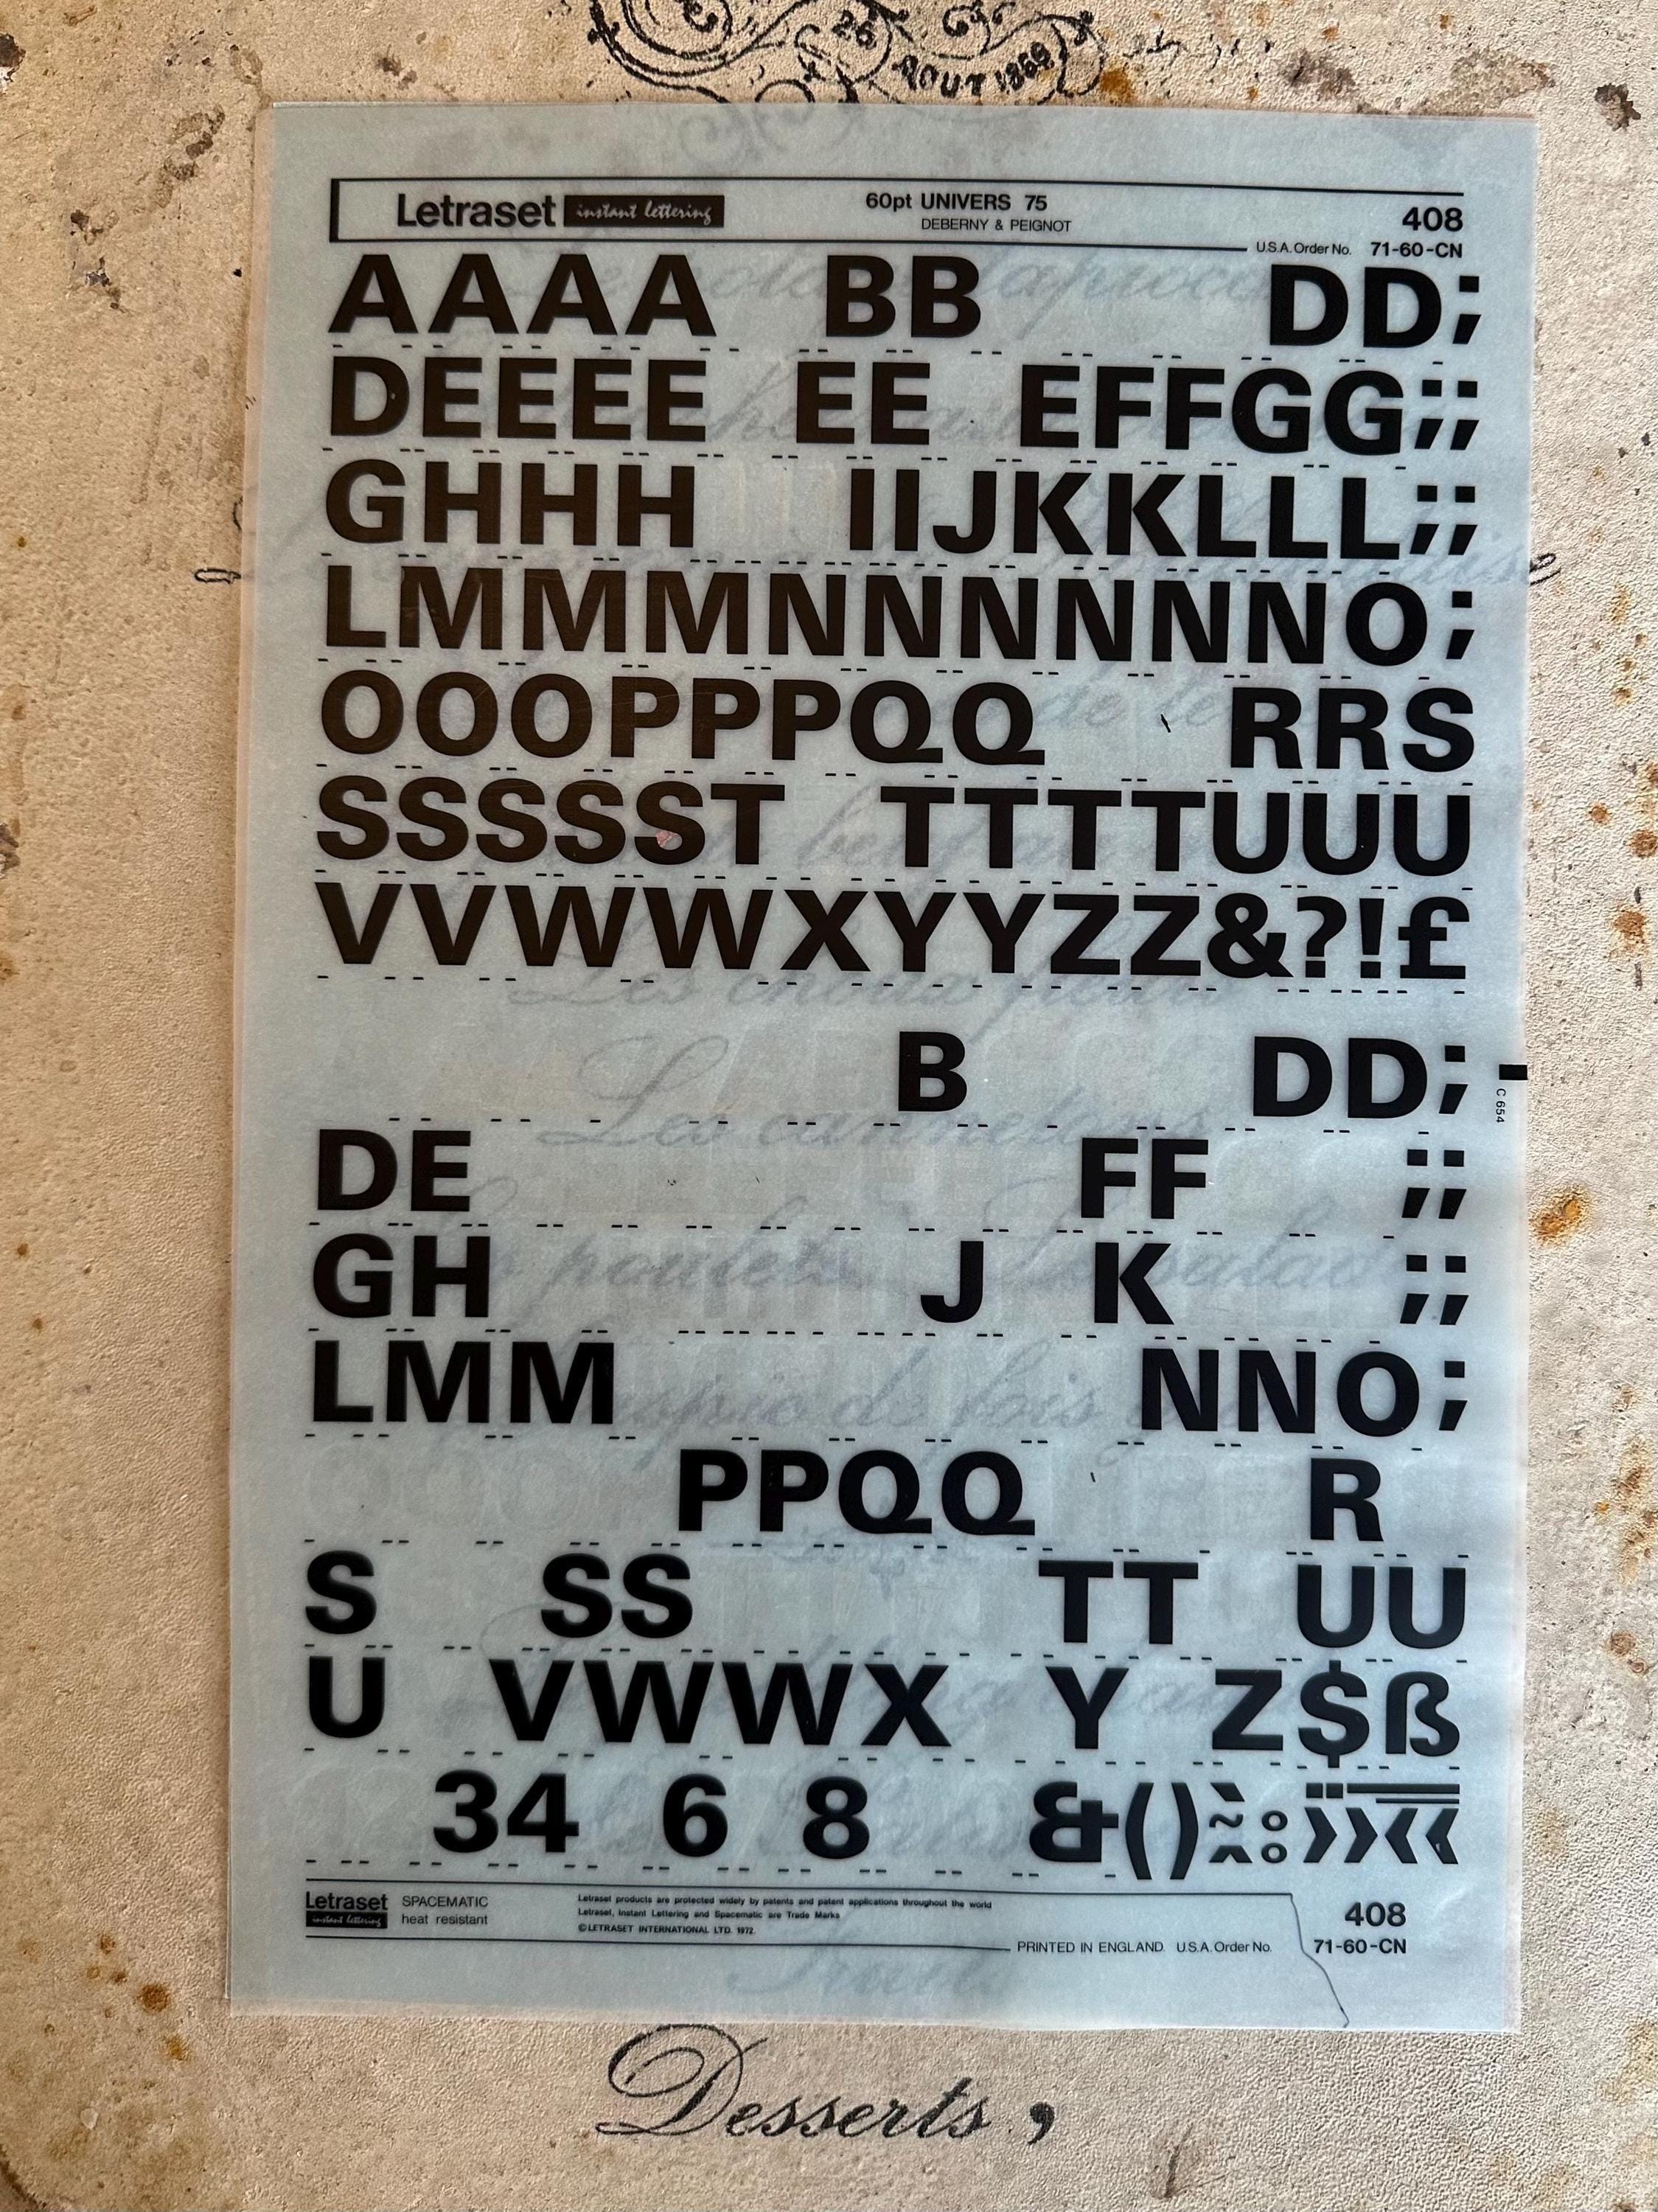 26
AOUT 1869
Letraset instant lettering 60pt UNIVERS 75 408
DEBERNY & PEIGNOT
U.S.A. Order No. 71-60-CN
AAAA BB DD;
DEEEE EE EFFGG;;
GHHH IIJKKLLL;;
LMMMNNNNNNO;
OOOPPPQQ RRS
SSSSST TTTTUUU
VVWWXYYZZ&?!£
Les choux fleurs
B DD;
C 654
DE FF ;;
GH J K ;;
LMM NNO;
PPQQ R
S SS TT UU
U VWWX Y Z$ß
34 6 8 &()
Letraset SPACEMATIC
instant lettering heat resistant
Letraset products are protected widely by patents and patent applications throughout the world
Letraset, Instant Lettering and Spacematic are Trade Marks
© LETRASET INTERNATIONAL LTD. 1972.
408
PRINTED IN ENGLAND. U.S.A. Order No. 71-60-CN
Desserts,